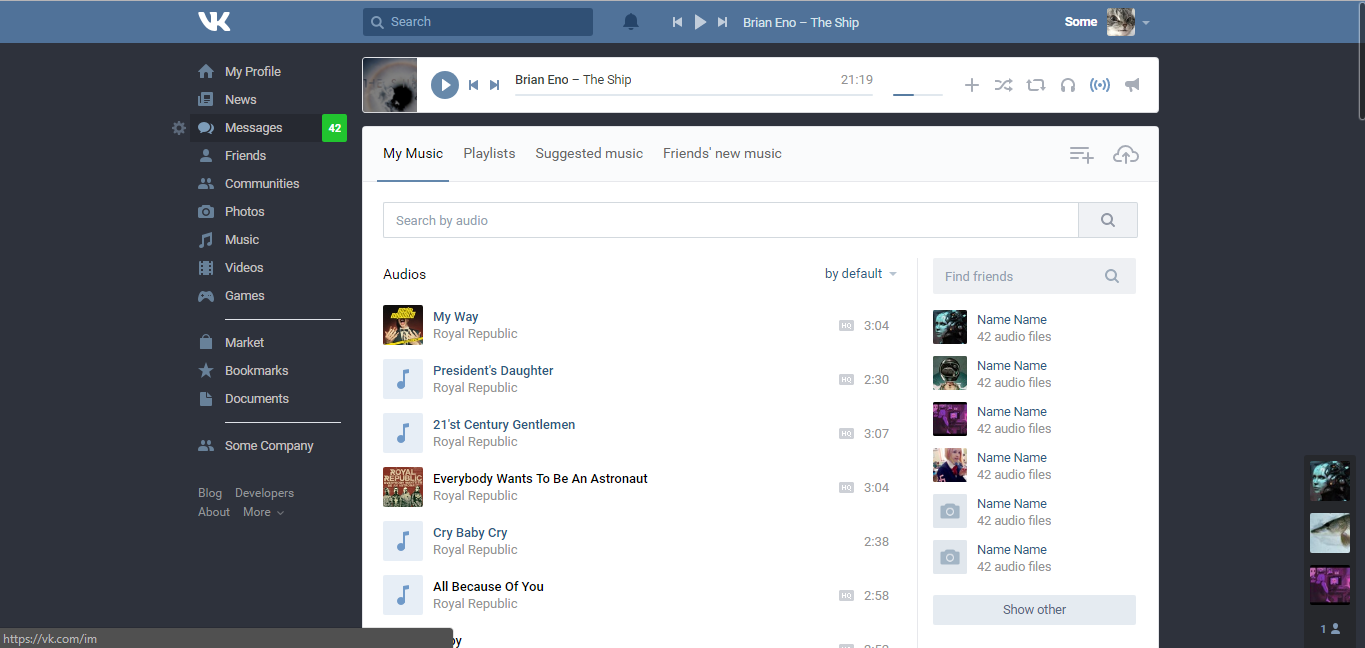 VK
Search
Brian Eno – The Ship
Some
My Profile
News
Messages
42
Friends
Communities
Photos
Music
Videos
Games
Market
Bookmarks
Documents
Some Company
Blog Developers
About More
Brian Eno – The Ship
21:19
My Music Playlists Suggested music Friends' new music
Search by audio
Audios
by default
My Way
Royal Republic
HQ 3:04
President's Daughter
Royal Republic
HQ 2:30
21'st Century Gentlemen
Royal Republic
HQ 3:07
ROYAL
REPUBLIC
Everybody Wants To Be An Astronaut
Royal Republic
HQ 3:04
Cry Baby Cry
Royal Republic
2:38
All Because Of You
Royal Republic
HQ 2:58
Find friends
Name Name
42 audio files
Name Name
42 audio files
Name Name
42 audio files
Name Name
42 audio files
Name Name
42 audio files
Name Name
42 audio files
Show other
1
https://vk.com/im